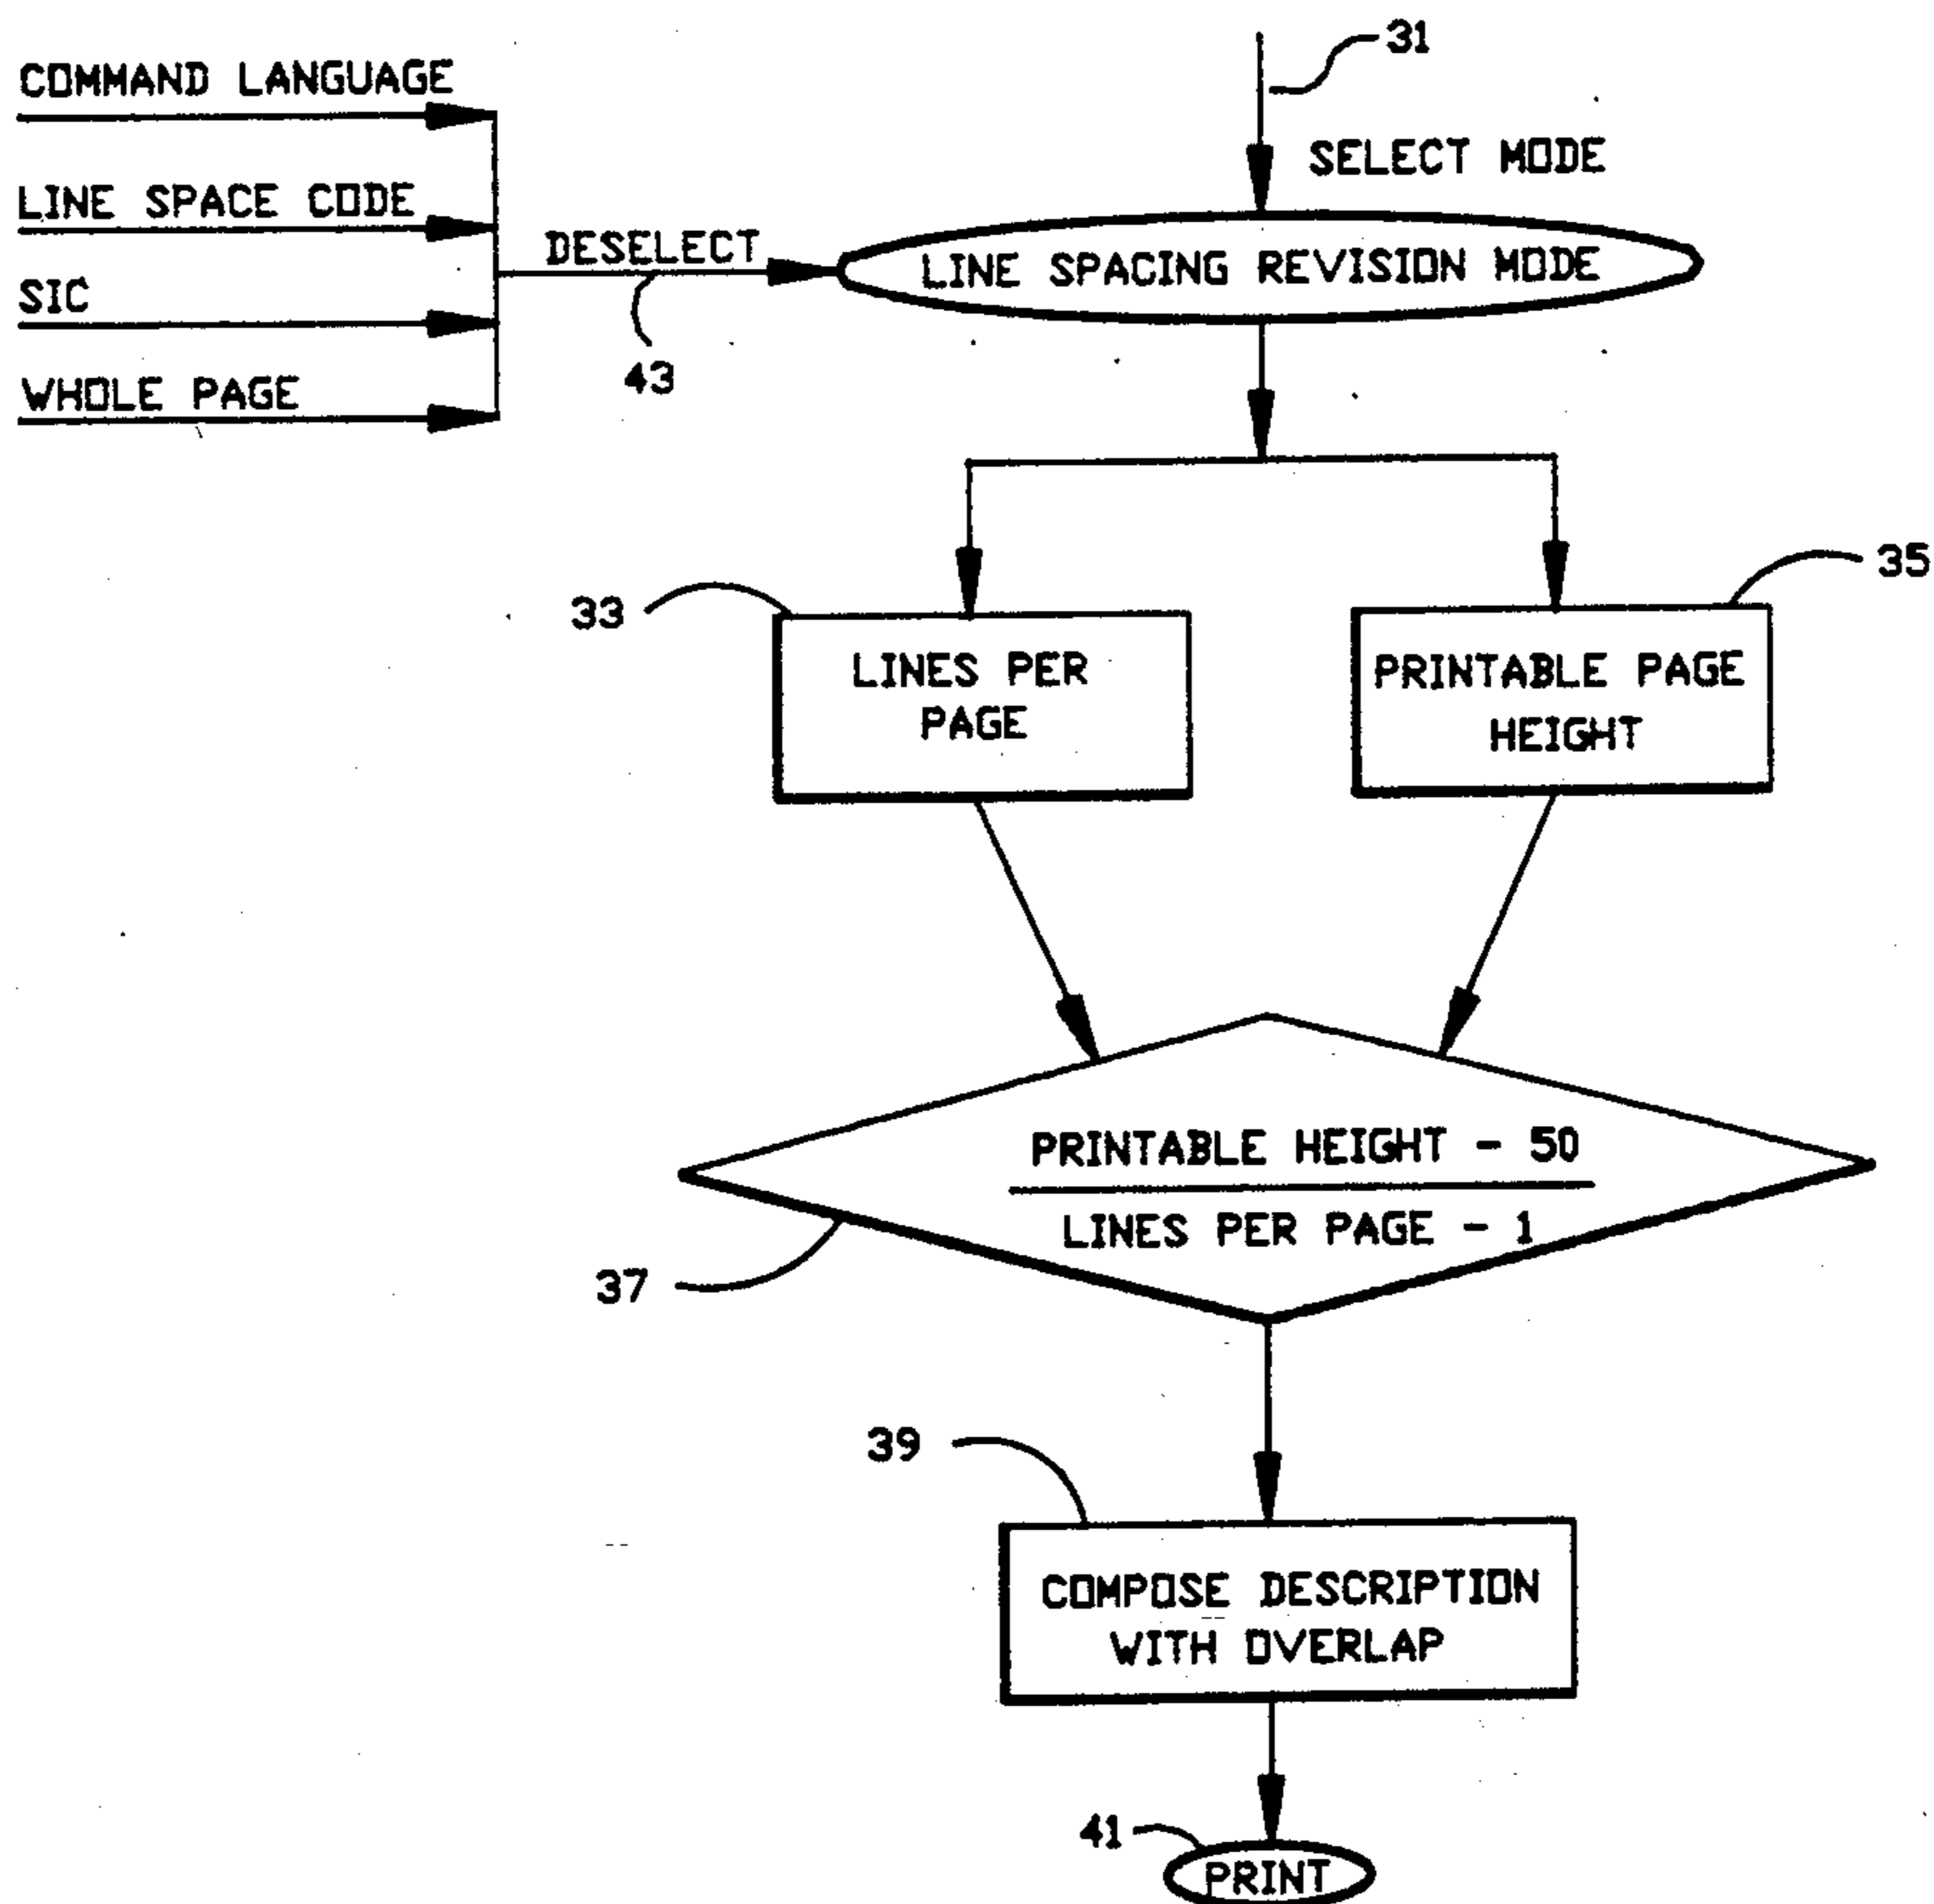 31
COMMAND LANGUAGE
SELECT MODE
LINE SPACE CODE
DESELECT
LINE SPACING REVISION MODE
SIC
43
WHOLE PAGE
33
35
LINES PER
PAGE
PRINTABLE PAGE
HEIGHT
PRINTABLE HEIGHT - 50
LINES PER PAGE - 1
37
39
COMPOSE DESCRIPTION
WITH OVERLAP
41
PRINT